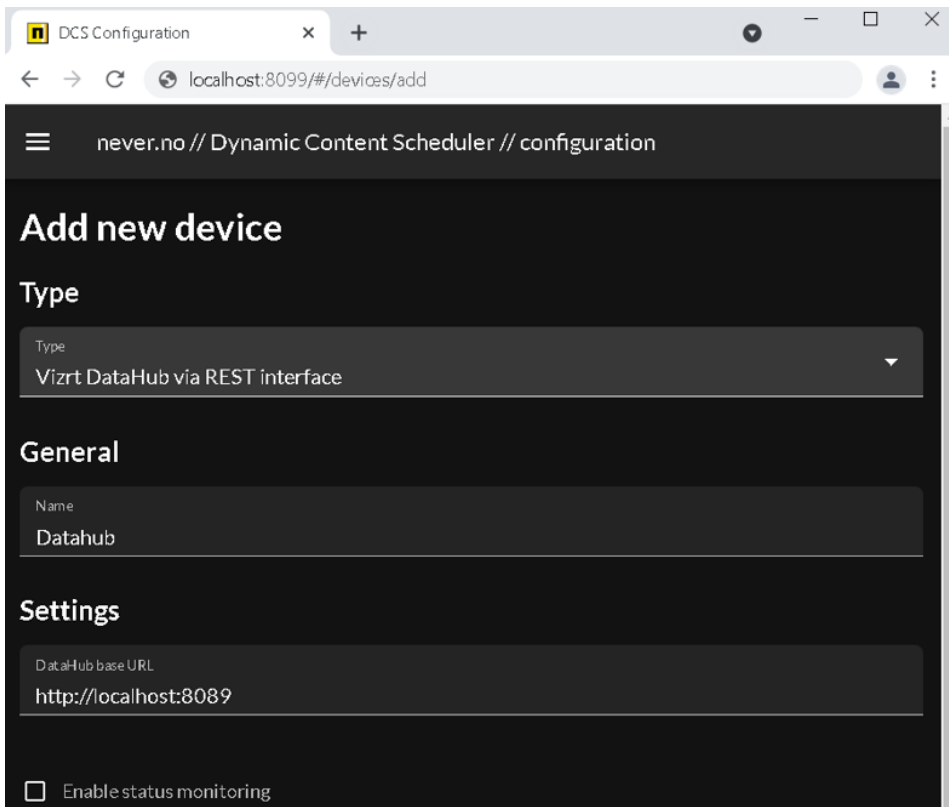 n DCS Configuration
localhost:8099/#/devices/add
never.no // Dynamic Content Scheduler // configuration
Add new device
Type
Type
Vizrt DataHub via REST interface
General
Name
Datahub
Settings
DataHub base URL
http://localhost:8089
Enable status monitoring